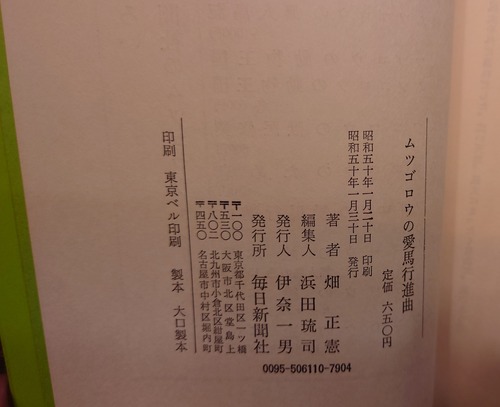 ムツゴロウの愛馬行進曲
定価 六五〇円
昭和五十年一月二十日 印刷
昭和五十年一月三十日 発行
著者 畑正憲
編集人 浜田琉司
発行人 伊奈一男
発行所 毎日新聞社
〒一〇〇 東京都千代田区一ツ橋
〒五三〇 大阪市北区堂島上
〒八〇二 北九州市小倉北区紺屋町
〒四五〇 名古屋市中村区堀内町
印刷 東京ベル印刷 製本 大口製本
0095-506110-7904